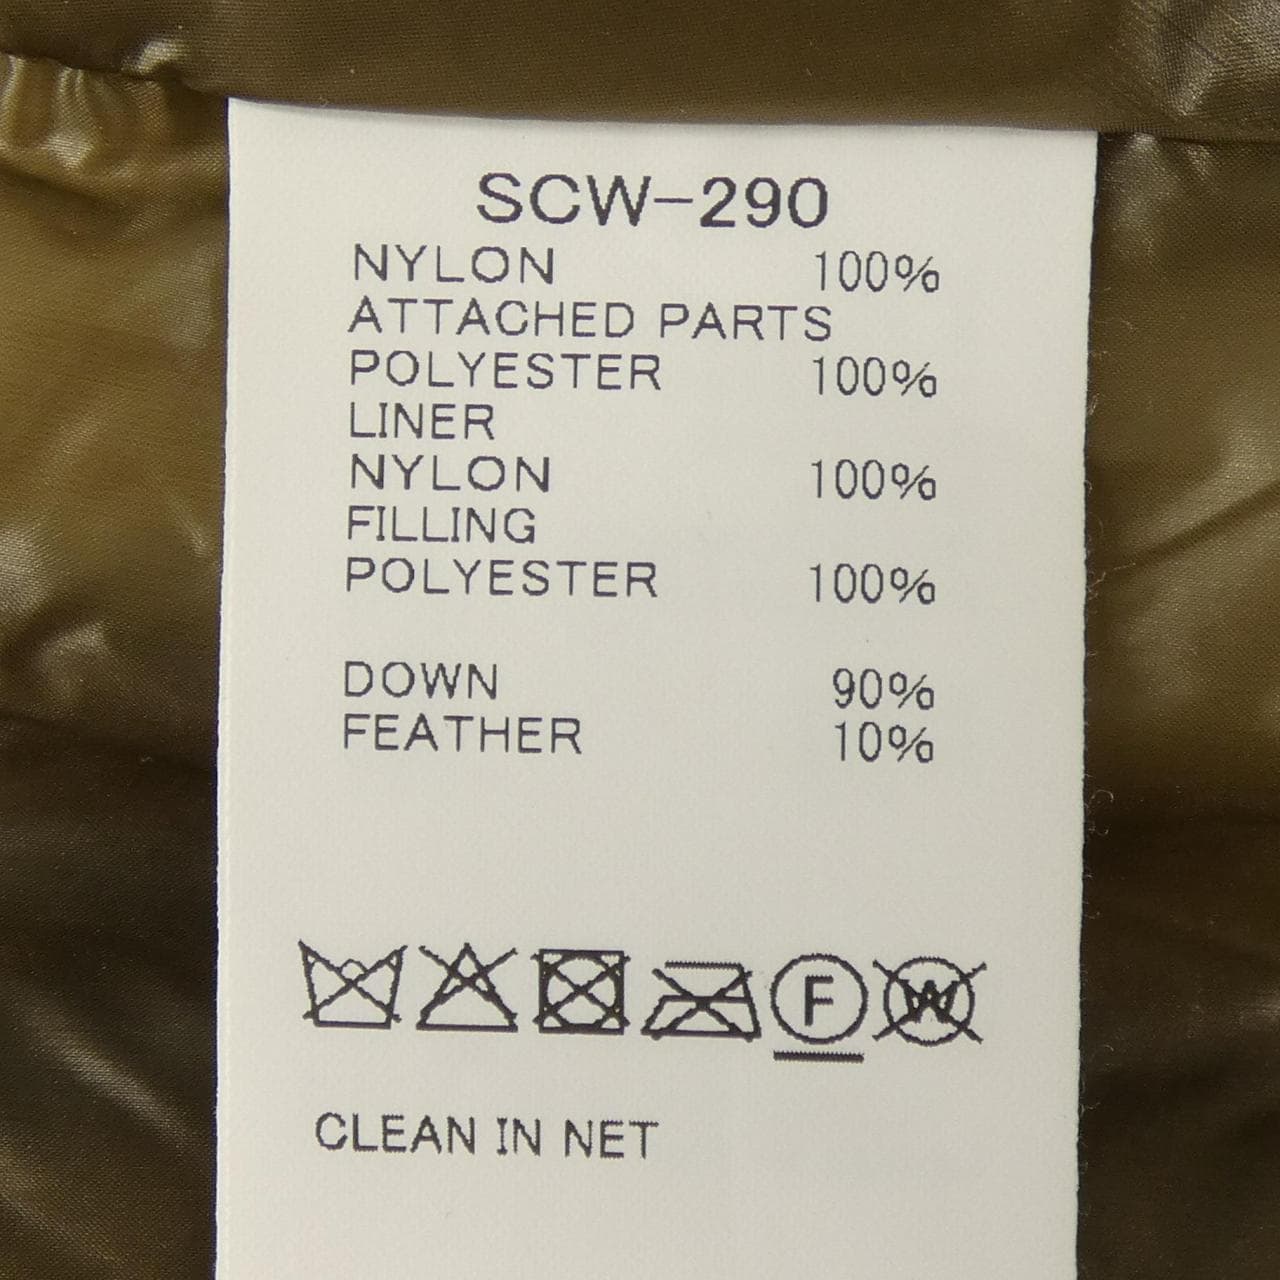 SCW-290
NYLON 100%
ATTACHED PARTS
POLYESTER 100%
LINER
NYLON 100%
FILLING
POLYESTER 100%
DOWN 90%
FEATHER 10%
F W
CLEAN IN NET